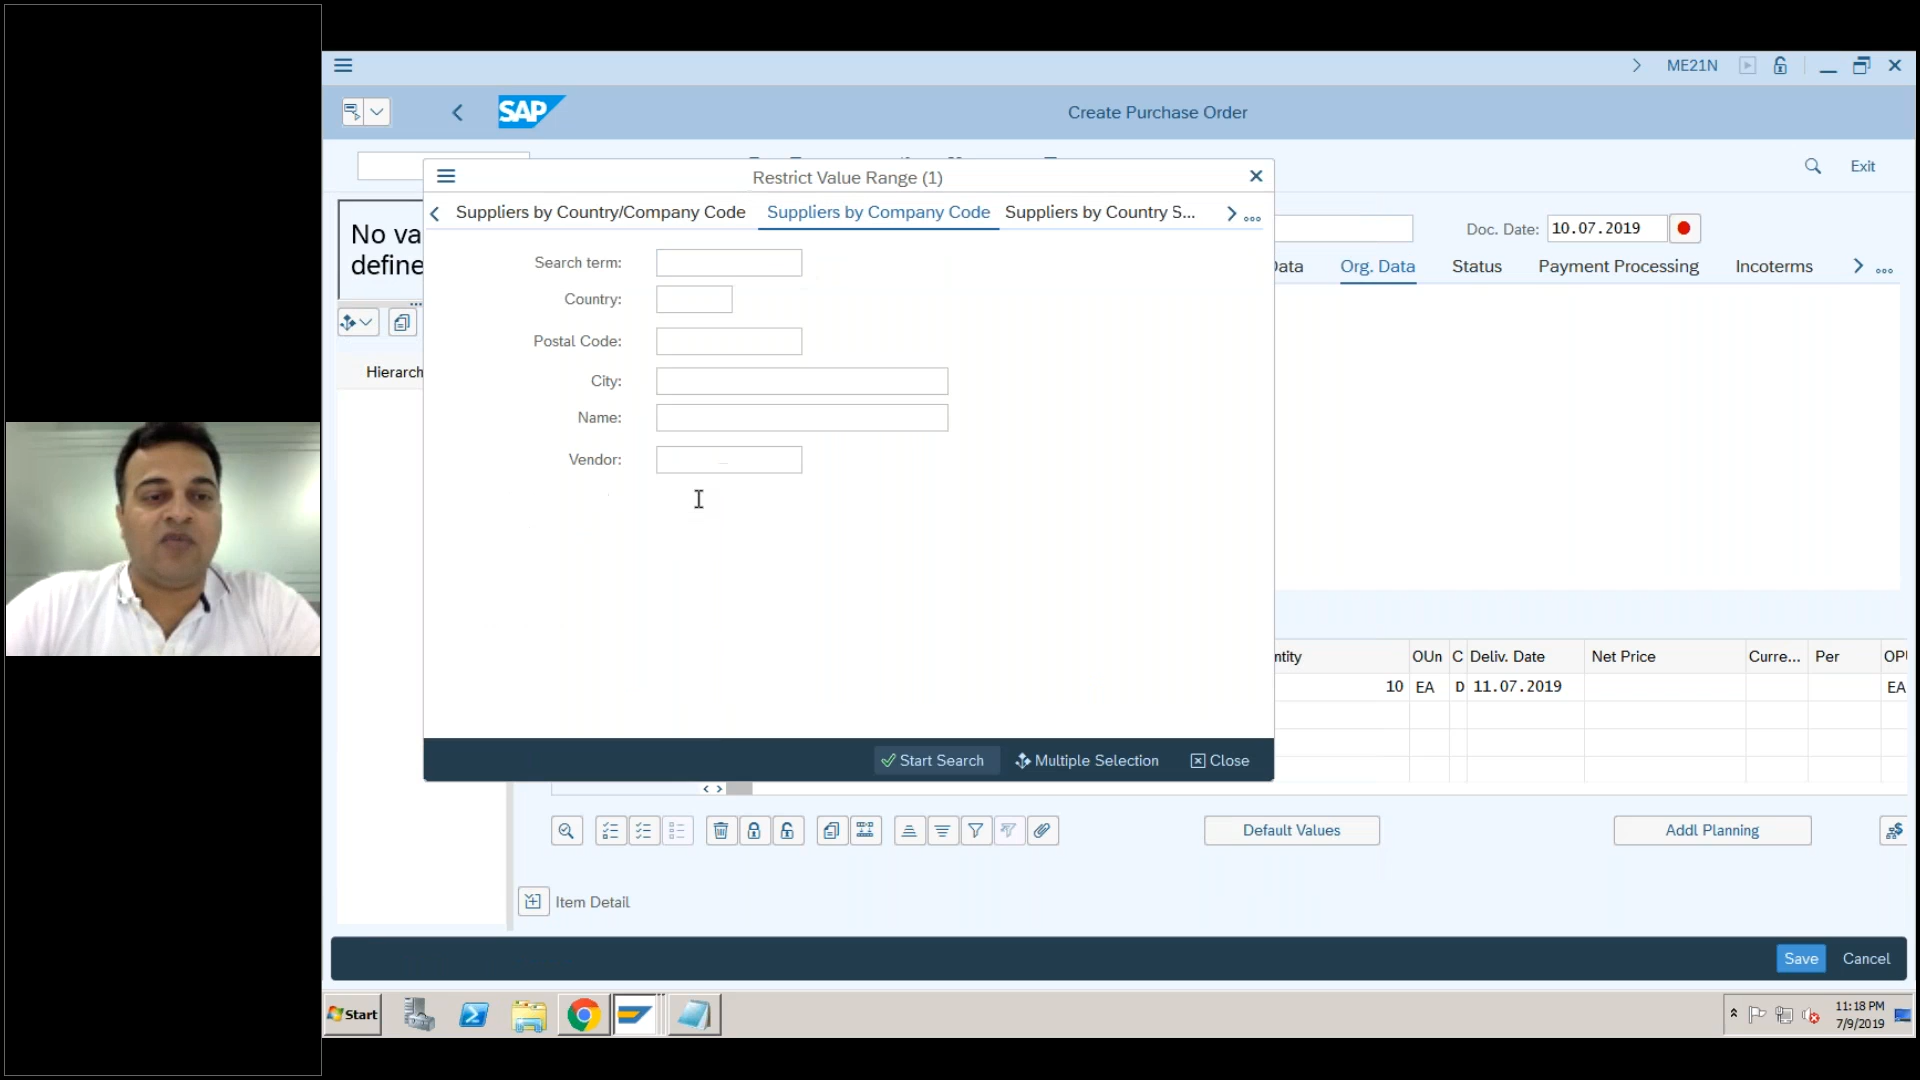 ME21N
SAP
Create Purchase Order
Exit
No va
define
Restrict Value Range (1)
Suppliers by Country/Company Code
Suppliers by Company Code
Suppliers by Country S...
Search term:
Country:
Postal Code:
City:
Name:
Vendor:
Start Search
Multiple Selection
Close
Doc. Date:
10.07.2019
Data
Org. Data
Status
Payment Processing
Incoterms
Hierarch
ntity
OUn
C
Deliv. Date
Net Price
Curre...
Per
OPU
10
EA
D
11.07.2019
EA
Default Values
Addl Planning
Item Detail
Save
Cancel
Start
11:18 PM
7/9/2019